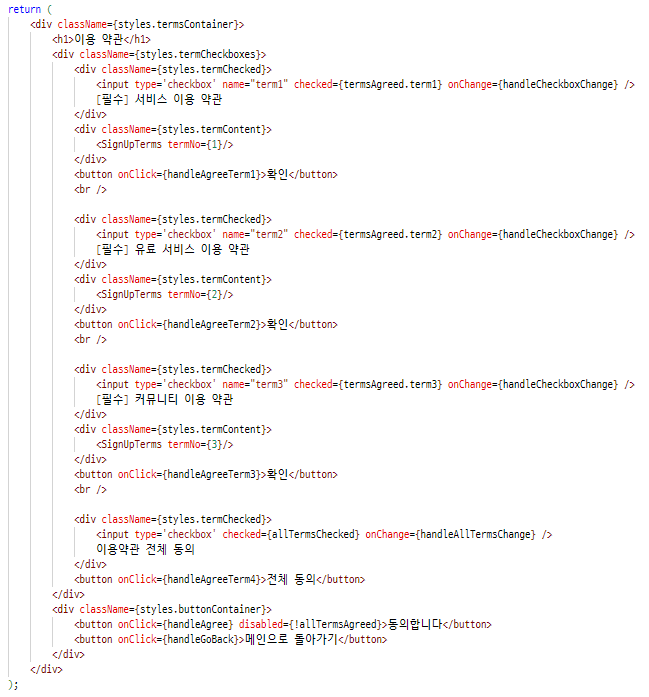 return (
<div className={styles.termsContainer}>
<h1>이용 약관</h1>
<div className={styles.termCheckboxes}>
<div className={styles.termChecked}>
<input type='checkbox' name="term1" checked={termsAgreed.term1} onChange={handleCheckboxChange} />
[필수] 서비스 이용 약관
</div>
<div className={styles.termContent}>
<SignUpTerms termNo={1}/>
</div>
<button onClick={handleAgreeTerm1}>확인</button>
<br />
<div className={styles.termChecked}>
<input type='checkbox' name="term2" checked={termsAgreed.term2} onChange={handleCheckboxChange} />
[필수] 유료 서비스 이용 약관
</div>
<div className={styles.termContent}>
<SignUpTerms termNo={2}/>
</div>
<button onClick={handleAgreeTerm2}>확인</button>
<br />
<div className={styles.termChecked}>
<input type='checkbox' name="term3" checked={termsAgreed.term3} onChange={handleCheckboxChange} />
[필수] 커뮤니티 이용 약관
</div>
<div className={styles.termContent}>
<SignUpTerms termNo={3}/>
</div>
<button onClick={handleAgreeTerm3}>확인</button>
<br />
<div className={styles.termChecked}>
<input type='checkbox' checked={allTermsChecked} onChange={handleAllTermsChange} />
이용약관 전체 동의
</div>
<button onClick={handleAgreeTerm4}>전체 동의</button>
</div>
<div className={styles.buttonContainer}>
<button onClick={handleAgree} disabled={!allTermsAgreed}>동의합니다</button>
<button onClick={handleGoBack}>메인으로 돌아가기</button>
</div>
</div>
);